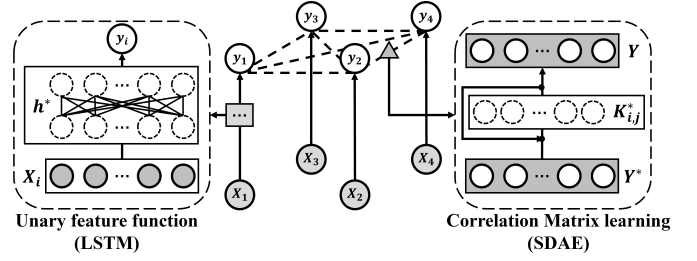 y₃
y₄
yᵢ
y₁
y₂
Y
h*
...
K*ᵢ,ⱼ
Xᵢ
X₃
X₄
Y*
X₁
X₂
Unary feature function
(LSTM)
Correlation Matrix learning
(SDAE)